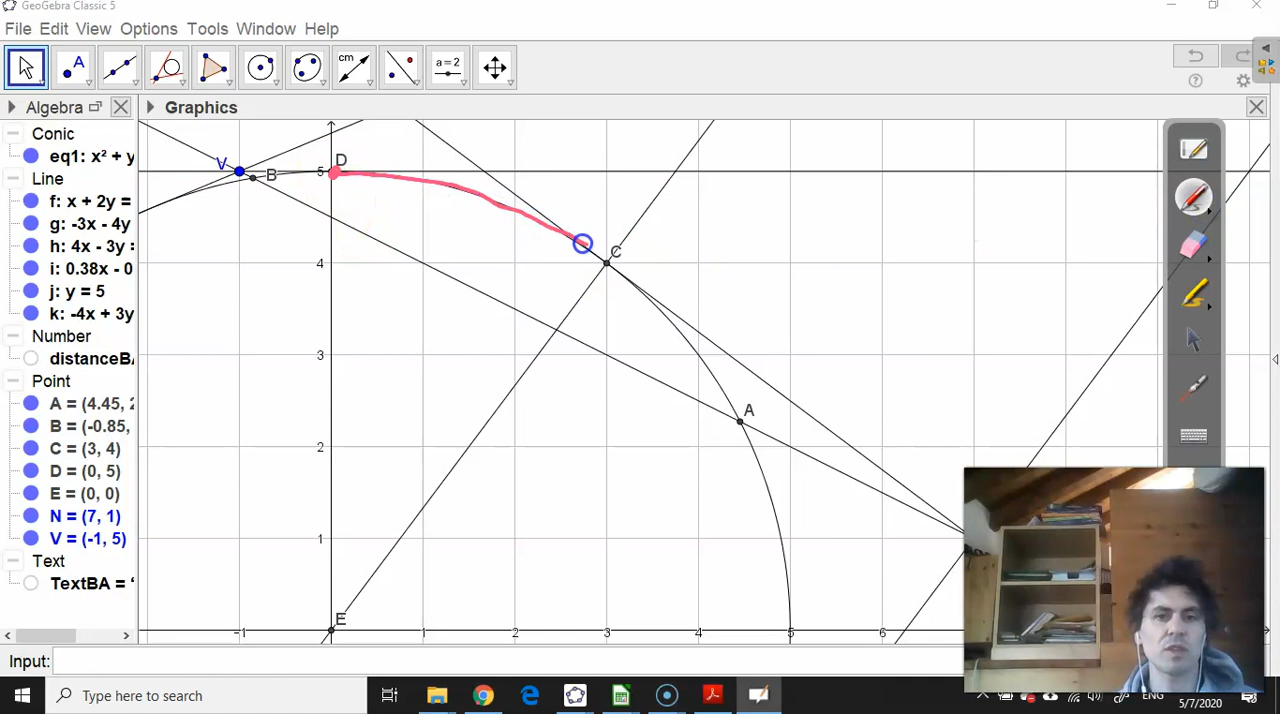 GeoGebra Classic 5
File Edit View Options Tools Window Help
A cm a=2
Algebra
Graphics
Conic
eq1: x² + y
Line
f: x + 2y =
g: -3x - 4y
h: 4x - 3y =
i: 0.38x - 0
j: y = 5
k: -4x + 3y
Number
distanceBA
Point
A = (4.45, 2
B = (-0.85,
C = (3, 4)
D = (0, 5)
E = (0, 0)
N = (7, 1)
V = (-1, 5)
Text
TextBA = “
V B D C A E
5
4
3
2
1
-1 1 2 3 4 5 6
Input:
Type here to search
ENG
5/7/2020